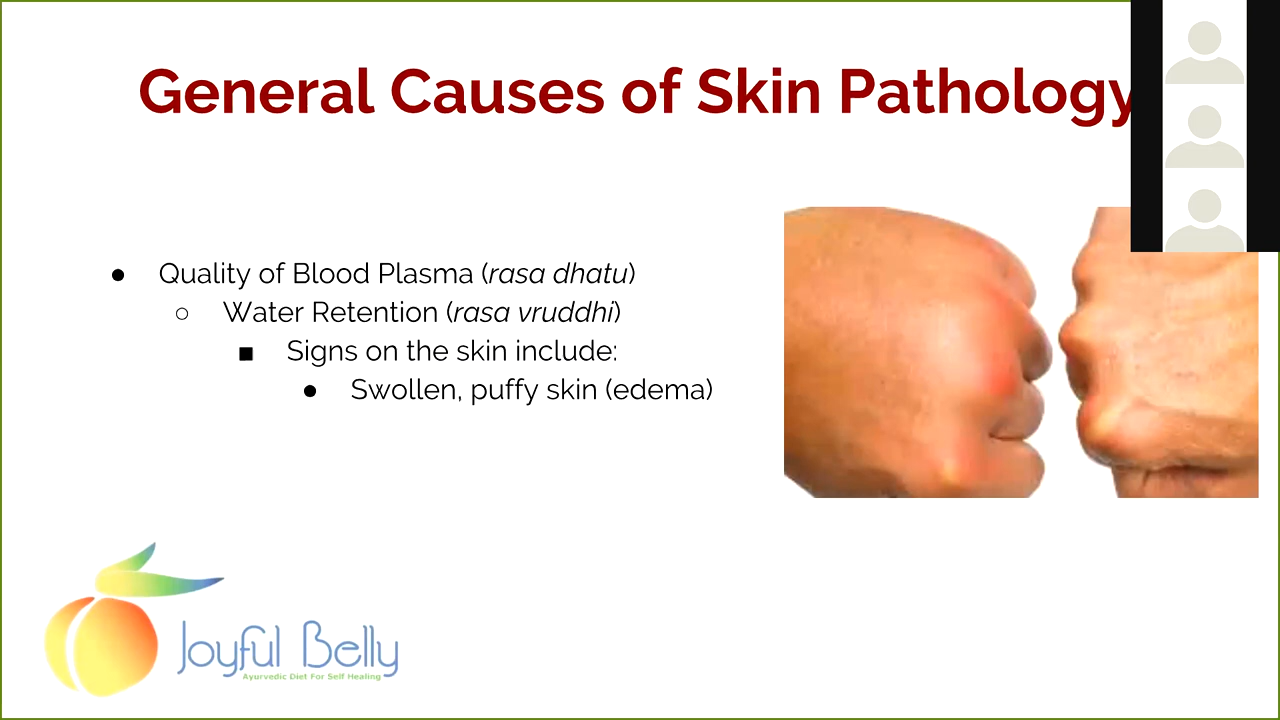 General Causes of Skin Pathology
● Quality of Blood Plasma (rasa dhatu)
○ Water Retention (rasa vruddhi)
■ Signs on the skin include:
● Swollen, puffy skin (edema)
Joyful Belly
Ayurvedic Diet For Self Healing